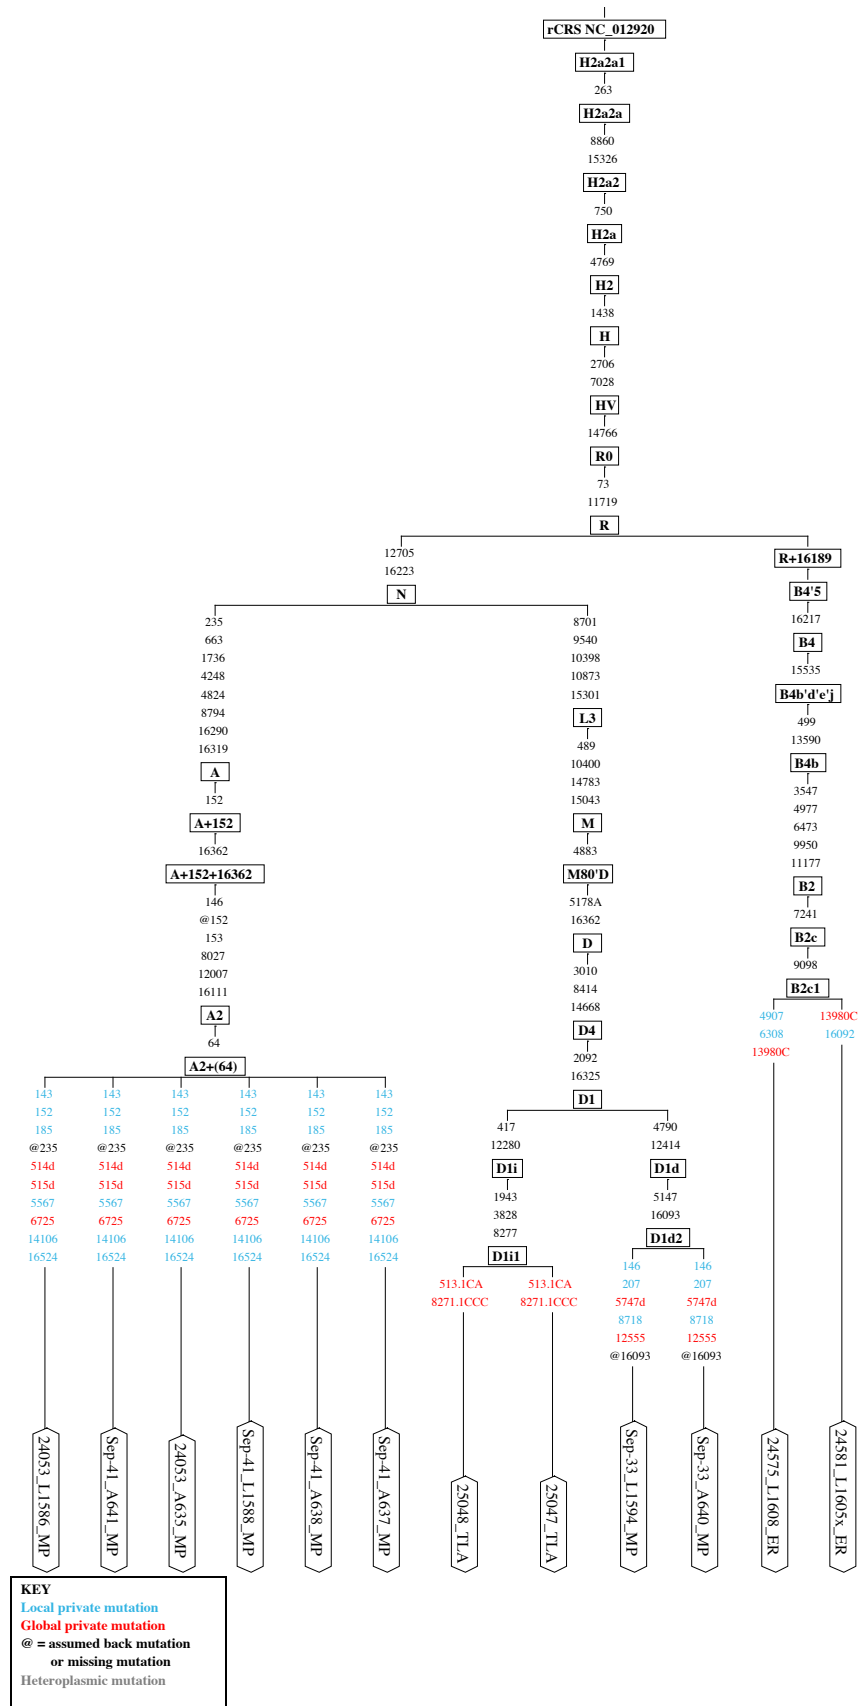 rCRS NC_012920
H2a2a1
263
H2a2a
8860
15326
H2a2
750
H2a
4769
H2
1438
H
2706
7028
HV
14766
R0
73
11719
R
12705
16223
N
235
663
1736
4248
4824
8794
16290
16319
A
152
A+152
16362
A+152+16362
146
@152
153
8027
12007
16111
A2
64
A2+(64)
143
152
185
@235
514d
515d
5567
6725
14106
16524
24053_L1586_MP
143
152
185
@235
514d
515d
5567
6725
14106
16524
Sep-41_A641_MP
143
152
185
@235
514d
515d
5567
6725
14106
16524
24053_A635_MP
143
152
185
@235
514d
515d
5567
6725
14106
16524
Sep-41_L1588_MP
143
152
185
@235
514d
515d
5567
6725
14106
16524
Sep-41_A638_MP
143
152
185
@235
514d
515d
5567
6725
14106
16524
Sep-41_A637_MP
8701
9540
10398
10873
15301
L3
489
10400
14783
15043
M
4883
M80'D
5178A
16362
D
3010
8414
14668
D4
2092
16325
D1
417
12280
D1i
1943
3828
8277
D1i1
513.1CA
8271.1CCC
25048_TLA
513.1CA
8271.1CCC
25047_TLA
4790
12414
D1d
5147
16093
D1d2
146
207
5747d
8718
12555
@16093
Sep-33_L1594_MP
146
207
5747d
8718
12555
@16093
Sep-33_A640_MP
R+16189
B4'5
16217
B4
15535
B4b'd'e'j
499
13590
B4b
3547
4977
6473
9950
11177
B2
7241
B2c
9098
B2c1
4907
6308
13980C
24575_L1608_ER
13980C
16092
24581_L1605x_ER
KEY
Local private mutation
Global private mutation
@ = assumed back mutation
or missing mutation
Heteroplasmic mutation